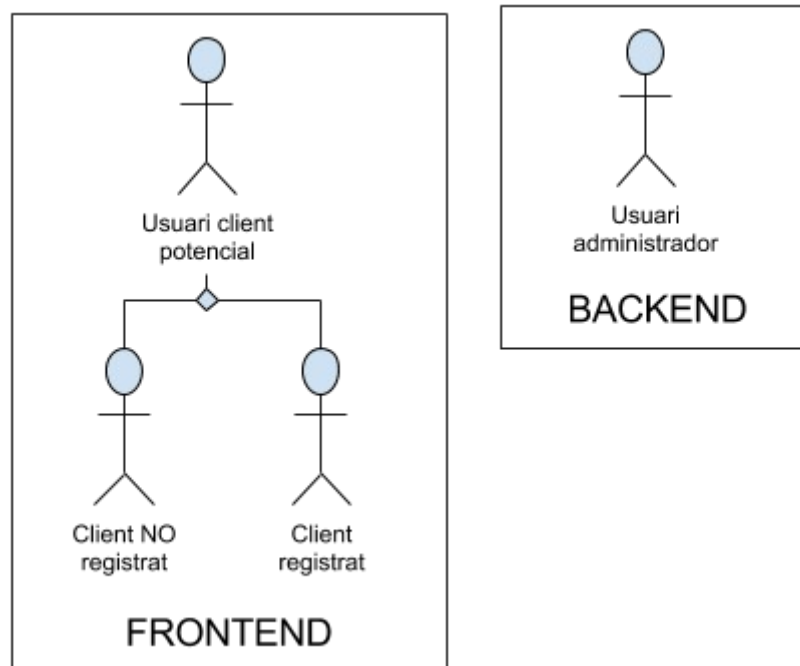 Usuari client
potencial
Client NO
registrat
Client
registrat
FRONTEND
Usuari
administrador
BACKEND